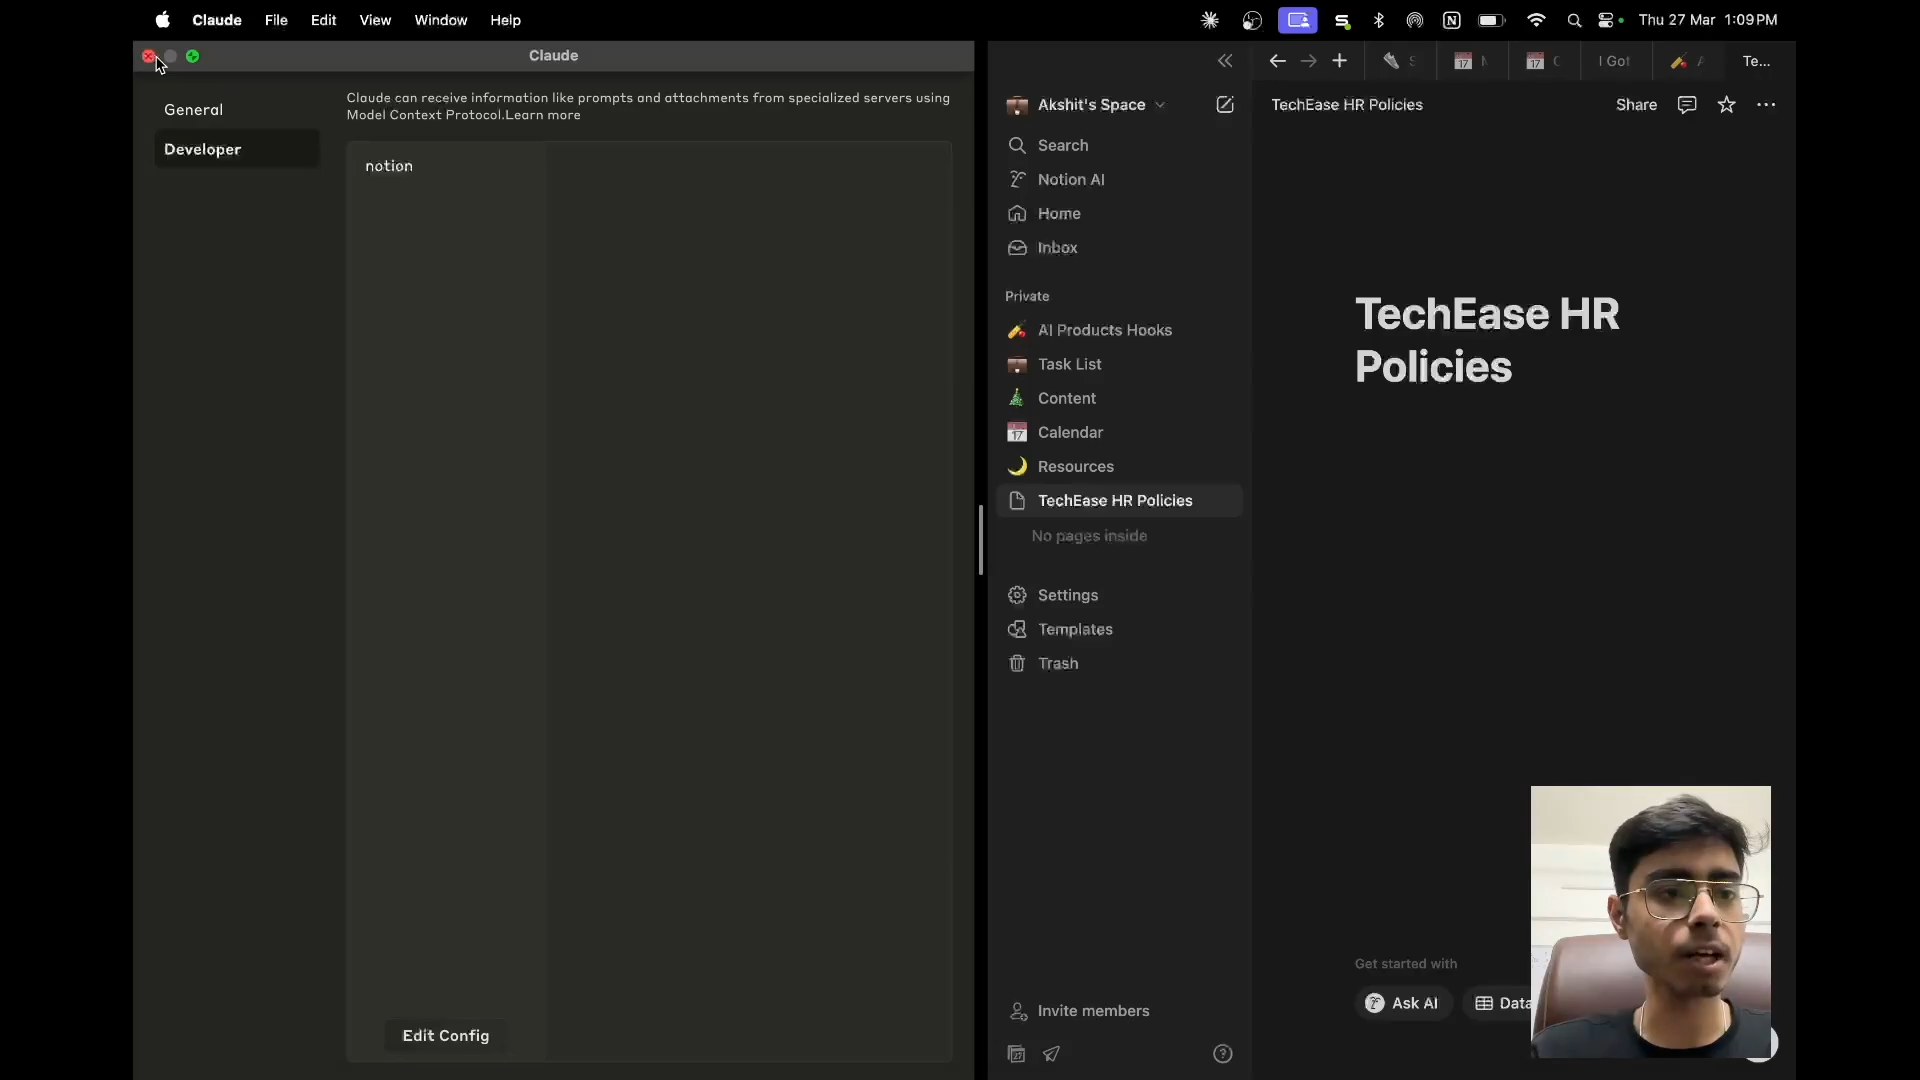 Claude File Edit View Window Help
Thu 27 Mar 1:09 PM
Claude
General
Developer
Claude can receive information like prompts and attachments from specialized servers using
Model Context Protocol.Learn more
notion
Edit Config
I Got
Te...
Akshit's Space
Search
Notion AI
Home
Inbox
Private
AI Products Hooks
Task List
Content
Calendar
Resources
TechEase HR Policies
No pages inside
Settings
Templates
Trash
Invite members
TechEase HR Policies
Share
TechEase HR
Policies
Get started with
Ask AI
Data